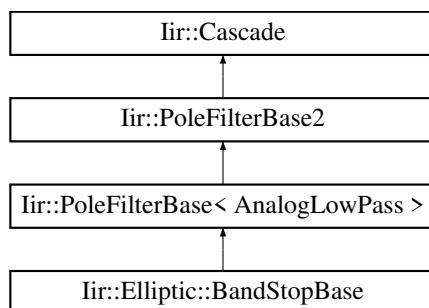 Iir::Cascade
Iir::PoleFilterBase2
Iir::PoleFilterBase< AnalogLowPass >
Iir::Elliptic::BandStopBase